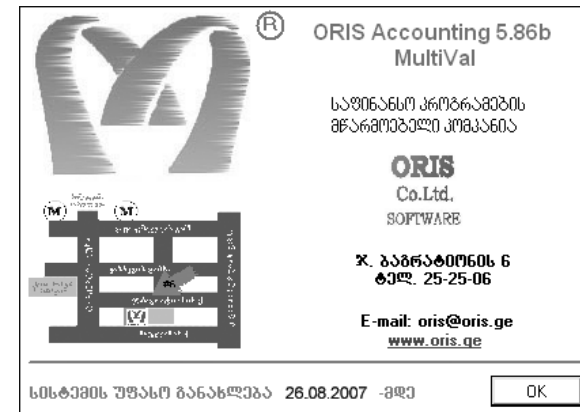 ®
ORIS Accounting 5.86b
MultiVal
საფინანსო პროგრამების
მწარმოებელი კომპანია
ORIS
Co.Ltd.
SOFTWARE
M
M
ჯ. ბაგრატიონის 6
ტელ. 25-25-06
E-mail: oris@oris.ge
www.oris.ge
სისტემის უფასო განახლება 26.08.2007 -მდე
OK